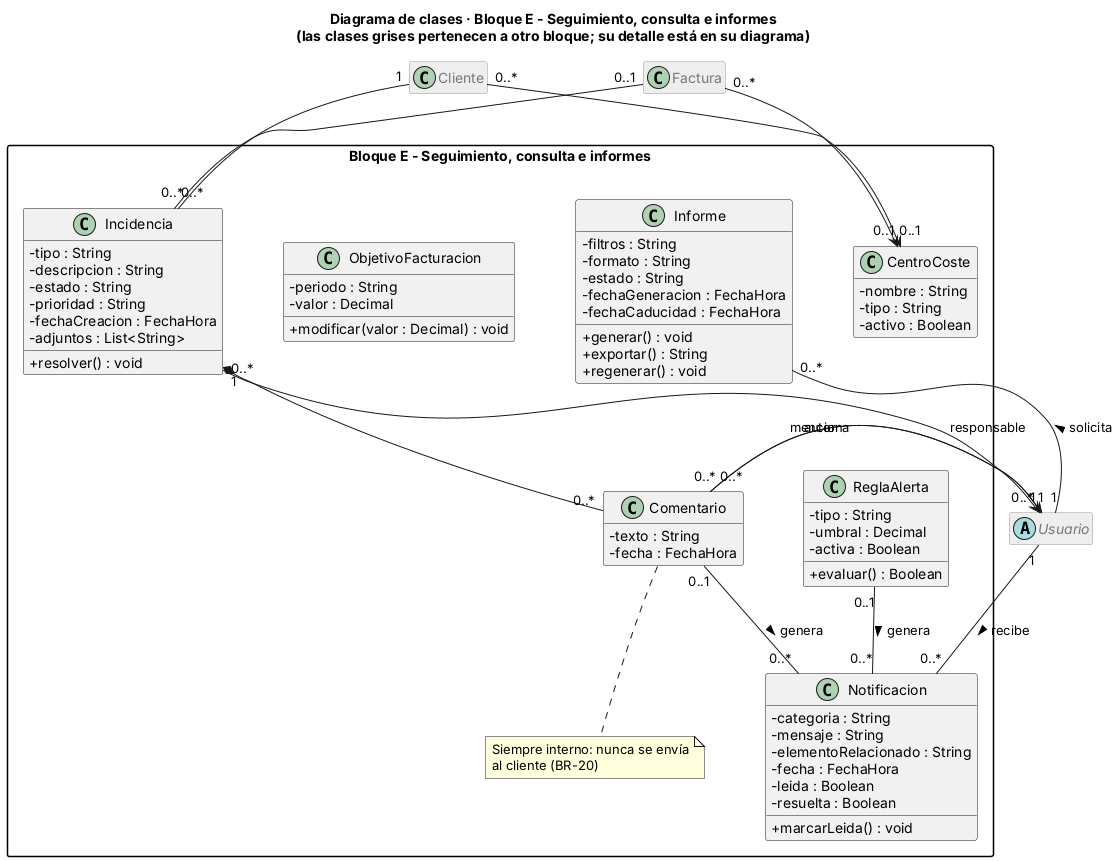 Diagrama de clases · Bloque E - Seguimiento, consulta e informes
(las clases grises pertenecen a otro bloque; su detalle está en su diagrama)
1
C Cliente
0..*
0..1
C Factura
0..*
Bloque E - Seguimiento, consulta e informes
0..*
0..*
C Incidencia
-tipo : String
-descripcion : String
-estado : String
-prioridad : String
-fechaCreacion : FechaHora
-adjuntos : List<String>
+resolver() : void
C ObjetivoFacturacion
-periodo : String
-valor : Decimal
+modificar(valor : Decimal) : void
C Informe
-filtros : String
-formato : String
-estado : String
-fechaGeneracion : FechaHora
-fechaCaducidad : FechaHora
+generar() : void
+exportar() : String
+regenerar() : void
0..1
0..1
C CentroCoste
-nombre : String
-tipo : String
-activo : Boolean
0..*
1
0..*
menciona
autor
responsable
solicita
0..*
0..*
0..*
C Comentario
-texto : String
-fecha : FechaHora
C ReglaAlerta
-tipo : String
-umbral : Decimal
-activa : Boolean
+evaluar() : Boolean
0..1
1
1
A Usuario
0..1
0..1
1
genera
genera
recibe
0..*
0..*
0..*
C Notificacion
-categoria : String
-mensaje : String
-elementoRelacionado : String
-fecha : FechaHora
-leida : Boolean
-resuelta : Boolean
+marcarLeida() : void
Siempre interno: nunca se envía
al cliente (BR-20)